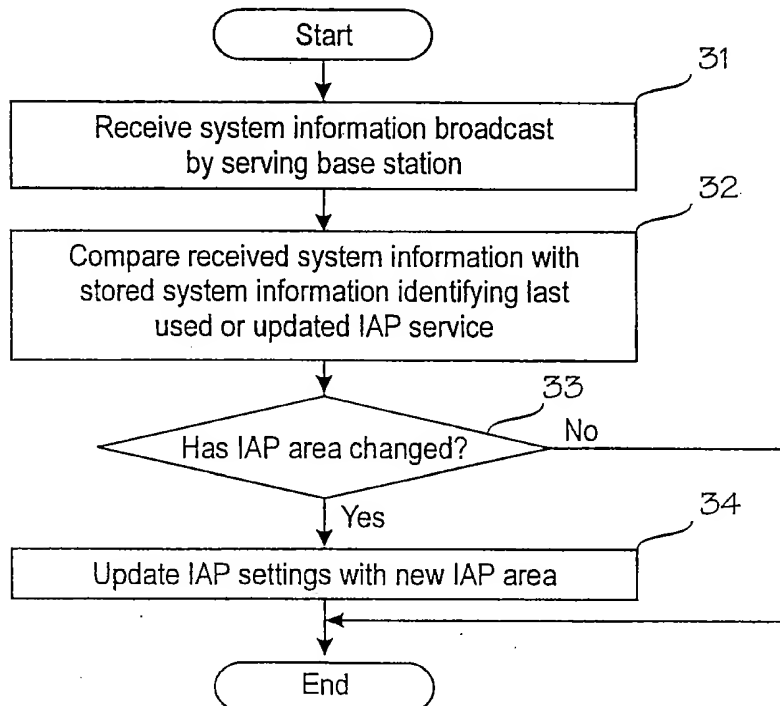 Start
31
Receive system information broadcast
by serving base station
32
Compare received system information with
stored system information identifying last
used or updated IAP service
33
Has IAP area changed?
No
Yes
34
Update IAP settings with new IAP area
End